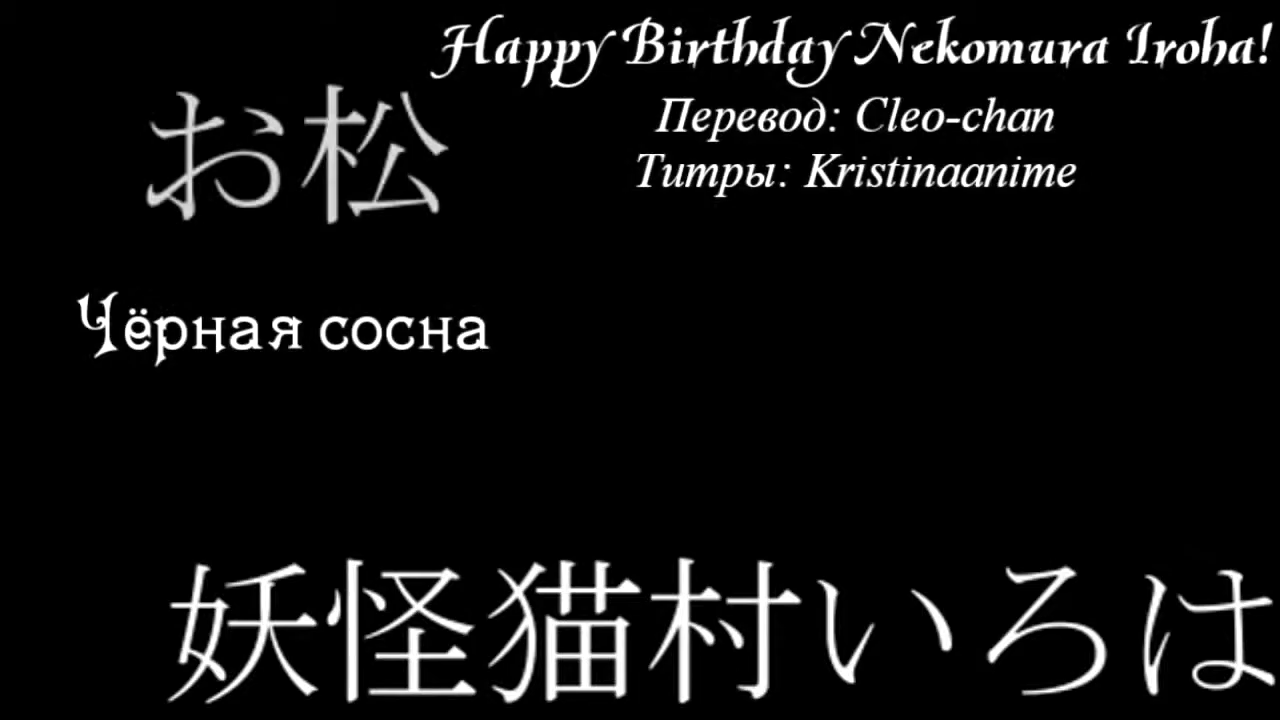 Happy Birthday Nekomura Iroha!
お松
Перевод: Cleo-chan
Титры: Kristinaanime
Чёрная сосна
妖怪猫村いろは